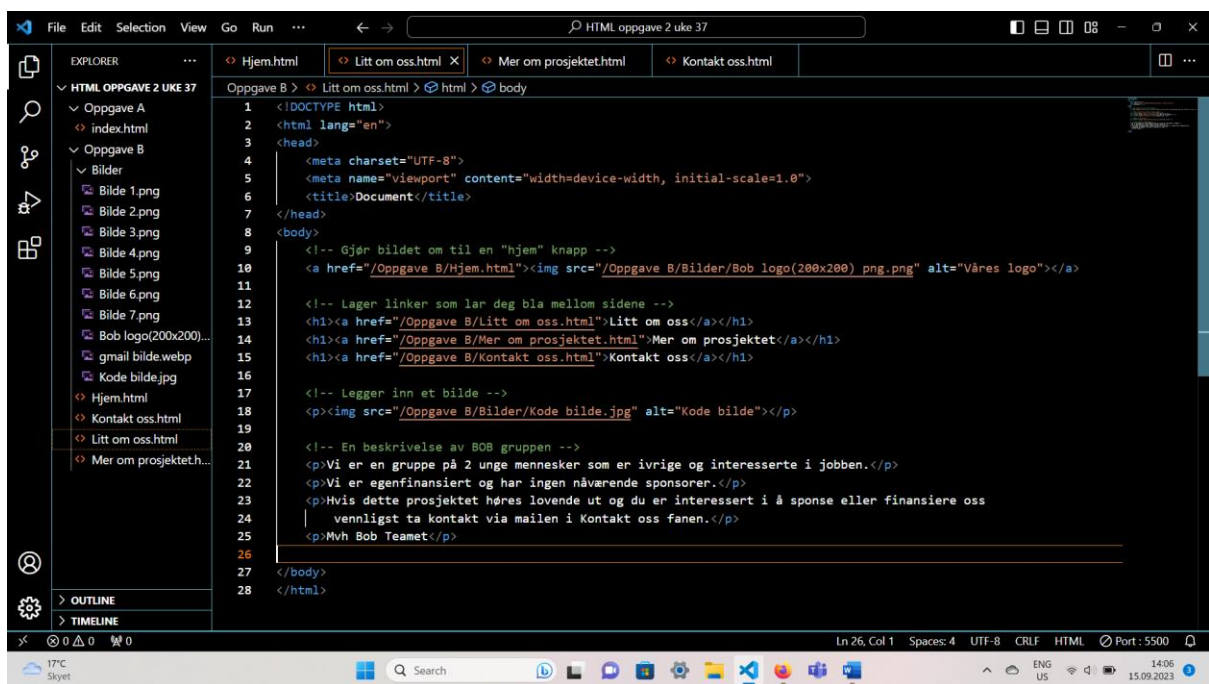 File Edit Selection View Go Run ··· ← → HTML oppgave 2 uke 37
EXPLORER ···
HTML OPPGAVE 2 UKE 37
Oppgave A
index.html
Oppgave B
Bilder
Bilde 1.png
Bilde 2.png
Bilde 3.png
Bilde 4.png
Bilde 5.png
Bilde 6.png
Bilde 7.png
Bob logo(200x200)...
gmail bilde.webp
Kode bilde.jpg
Hjem.html
Kontakt oss.html
Litt om oss.html
Mer om prosjektet.h...
OUTLINE
TIMELINE
Hjem.html Litt om oss.html × Mer om prosjektet.html Kontakt oss.html
Oppgave B > Litt om oss.html > html > body
1 <!DOCTYPE html>
2 <html lang="en">
3 <head>
4 <meta charset="UTF-8">
5 <meta name="viewport" content="width=device-width, initial-scale=1.0">
6 <title>Document</title>
7 </head>
8 <body>
9 <!-- Gjør bildet om til en "hjem" knapp -->
10 <a href="/Oppgave B/Hjem.html"><img src="/Oppgave B/Bilder/Bob logo(200x200) png.png" alt="Våres logo"></a>
11
12 <!-- Lager linker som lar deg bla mellom sidene -->
13 <h1><a href="/Oppgave B/Litt om oss.html">Litt om oss</a></h1>
14 <h1><a href="/Oppgave B/Mer om prosjektet.html">Mer om prosjektet</a></h1>
15 <h1><a href="/Oppgave B/Kontakt oss.html">Kontakt oss</a></h1>
16
17 <!-- Legger inn et bilde -->
18 <p><img src="/Oppgave B/Bilder/Kode bilde.jpg" alt="Kode bilde"></p>
19
20 <!-- En beskrivelse av BOB gruppen -->
21 <p>Vi er en gruppe på 2 unge mennesker som er ivrige og interesserte i jobben.</p>
22 <p>Vi er egenfinansiert og har ingen nåværende sponsorer.</p>
23 <p>Hvis dette prosjektet høres lovende ut og du er interessert i å sponse eller finansiere oss
24 vennligst ta kontakt via mailen i Kontakt oss fanen.</p>
25 <p>Mvh Bob Teamet</p>
26
27 </body>
28 </html>
0 0 0 Ln 26, Col 1 Spaces: 4 UTF-8 CRLF HTML Port : 5500
17°C
Skyet
Search
ENG
US
14:06
15.09.2023
3